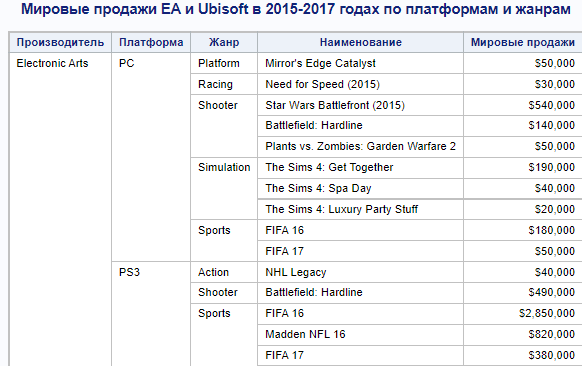 Мировые продажи EA и Ubisoft в 2015-2017 годах по платформам и жанрам
Производитель Платформа Жанр Наименование Мировые продажи
Electronic Arts PC Platform Mirror's Edge Catalyst $50,000
Racing Need for Speed (2015) $30,000
Shooter Star Wars Battlefront (2015) $540,000
Battlefield: Hardline $140,000
Plants vs. Zombies: Garden Warfare 2 $50,000
Simulation The Sims 4: Get Together $190,000
The Sims 4: Spa Day $40,000
The Sims 4: Luxury Party Stuff $20,000
Sports FIFA 16 $180,000
FIFA 17 $50,000
PS3 Action NHL Legacy $40,000
Shooter Battlefield: Hardline $490,000
Sports FIFA 16 $2,850,000
Madden NFL 16 $820,000
FIFA 17 $380,000